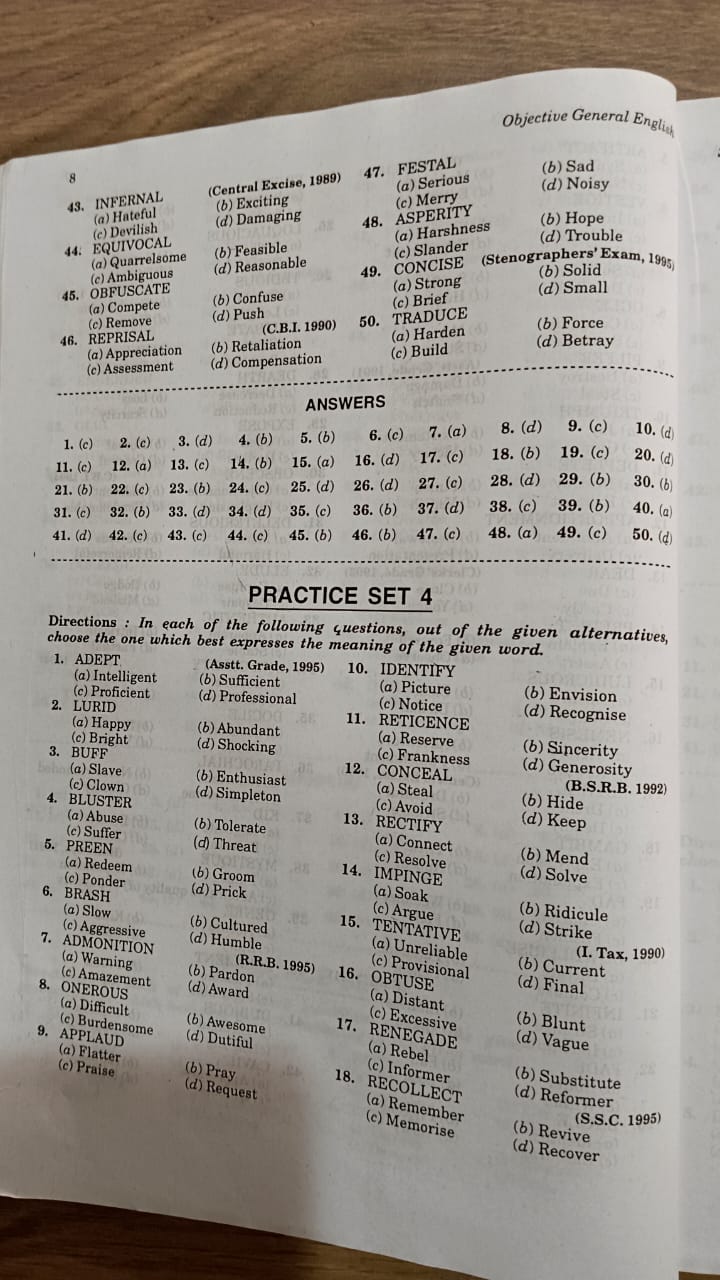 Objective General English
8
43. INFERNAL (Central Excise, 1989)
(a) Hateful (b) Exciting
(c) Devilish (d) Damaging
44. EQUIVOCAL
(a) Quarrelsome (b) Feasible
(c) Ambiguous (d) Reasonable
45. OBFUSCATE
(a) Compete (b) Confuse
(c) Remove (d) Push
46. REPRISAL (C.B.I. 1990)
(a) Appreciation (b) Retaliation
(c) Assessment (d) Compensation
47. FESTAL
(a) Serious (b) Sad
(c) Merry (d) Noisy
48. ASPERITY
(a) Harshness (b) Hope
(c) Slander (d) Trouble
49. CONCISE (Stenographers' Exam, 1995)
(a) Strong (b) Solid
(c) Brief (d) Small
50. TRADUCE
(a) Harden (b) Force
(c) Build (d) Betray
ANSWERS
1. (c) 2. (c) 3. (d) 4. (b) 5. (b) 6. (c) 7. (a) 8. (d) 9. (c) 10. (d)
11. (c) 12. (a) 13. (c) 14. (b) 15. (a) 16. (d) 17. (c) 18. (b) 19. (c) 20. (d)
21. (b) 22. (c) 23. (b) 24. (c) 25. (d) 26. (d) 27. (c) 28. (d) 29. (b) 30. (b)
31. (c) 32. (b) 33. (d) 34. (d) 35. (c) 36. (b) 37. (d) 38. (c) 39. (b) 40. (a)
41. (d) 42. (c) 43. (c) 44. (c) 45. (b) 46. (b) 47. (c) 48. (a) 49. (c) 50. (d)
PRACTICE SET 4
Directions : In each of the following questions, out of the given alternatives,
choose the one which best expresses the meaning of the given word.
1. ADEPT (Asstt. Grade, 1995)
(a) Intelligent (b) Sufficient
(c) Proficient (d) Professional
2. LURID
(a) Happy (b) Abundant
(c) Bright (d) Shocking
3. BUFF
(a) Slave (b) Enthusiast
(c) Clown (d) Simpleton
4. BLUSTER
(a) Abuse (b) Tolerate
(c) Suffer (d) Threat
5. PREEN
(a) Redeem (b) Groom
(c) Ponder (d) Prick
6. BRASH
(a) Slow (b) Cultured
(c) Aggressive (d) Humble
7. ADMONITION (R.R.B. 1995)
(a) Warning (b) Pardon
(c) Amazement (d) Award
8. ONEROUS
(a) Difficult (b) Awesome
(c) Burdensome (d) Dutiful
9. APPLAUD
(a) Flatter (b) Pray
(c) Praise (d) Request
10. IDENTIFY
(a) Picture (b) Envision
(c) Notice (d) Recognise
11. RETICENCE
(a) Reserve (b) Sincerity
(c) Frankness (d) Generosity
12. CONCEAL (B.S.R.B. 1992)
(a) Steal (b) Hide
(c) Avoid (d) Keep
13. RECTIFY
(a) Connect (b) Mend
(c) Resolve (d) Solve
14. IMPINGE
(a) Soak (b) Ridicule
(c) Argue (d) Strike
15. TENTATIVE (I. Tax, 1990)
(a) Unreliable (b) Current
(c) Provisional (d) Final
16. OBTUSE
(a) Distant (b) Blunt
(c) Excessive (d) Vague
17. RENEGADE
(a) Rebel (b) Substitute
(c) Informer (d) Reformer
18. RECOLLECT (S.S.C. 1995)
(a) Remember (b) Revive
(c) Memorise (d) Recover